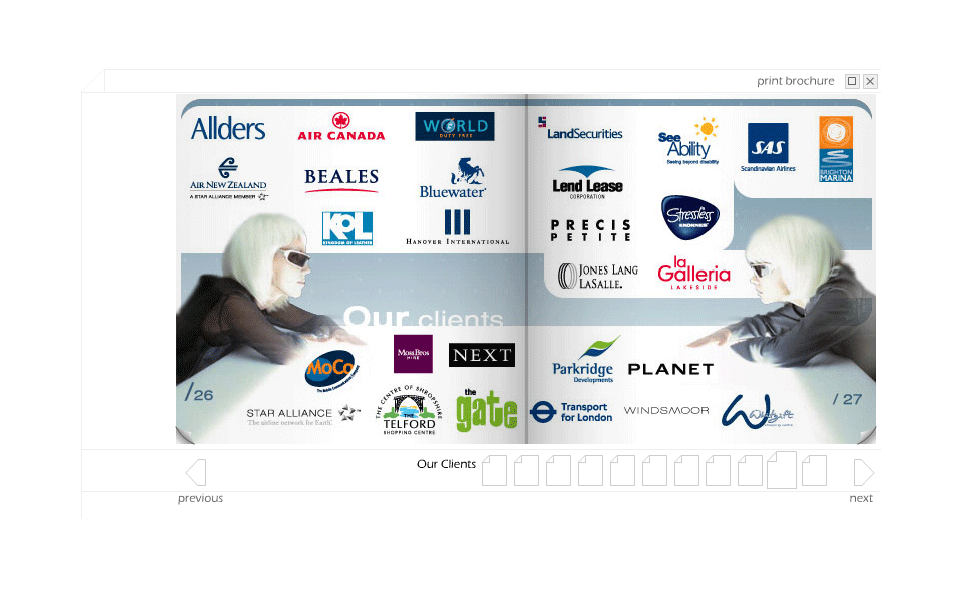 print brochure
Allders
AIR CANADA
WORLD
DUTY FREE
AIR NEW ZEALAND
A STAR ALLIANCE MEMBER
BEALES
Bluewater
KOL
KINGDOM OF LEATHER
HANOVER INTERNATIONAL
LandSecurities
See Ability
Seeing beyond disability
SAS
Scandinavian Airlines
BRIGHTON
MARINA
Lend Lease
CORPORATION
Stressless
EKORNES
PRECIS
PETITE
JONES LANG
LASALLE.
la
Galleria
LAKESIDE
Our clients
MoCo
Moss Bros
HIRE
NEXT
STAR ALLIANCE
The airline network for Earth.
THE CENTRE OF SHROPSHIRE
THE
TELFORD
SHOPPING CENTRE
the
gate
Parkridge
Developments
PLANET
Transport
for London
WINDSMOOR
Whitgift
/26
/ 27
Our Clients
previous
next